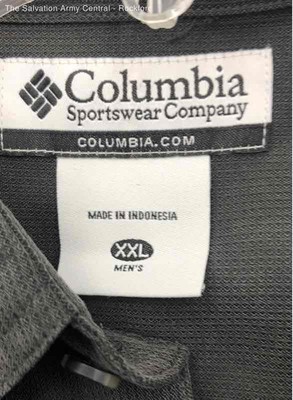 The Salvation Army Central - Rockford
Columbia
Sportswear Company
COLUMBIA.COM
MADE IN INDONESIA
XXL
MEN'S